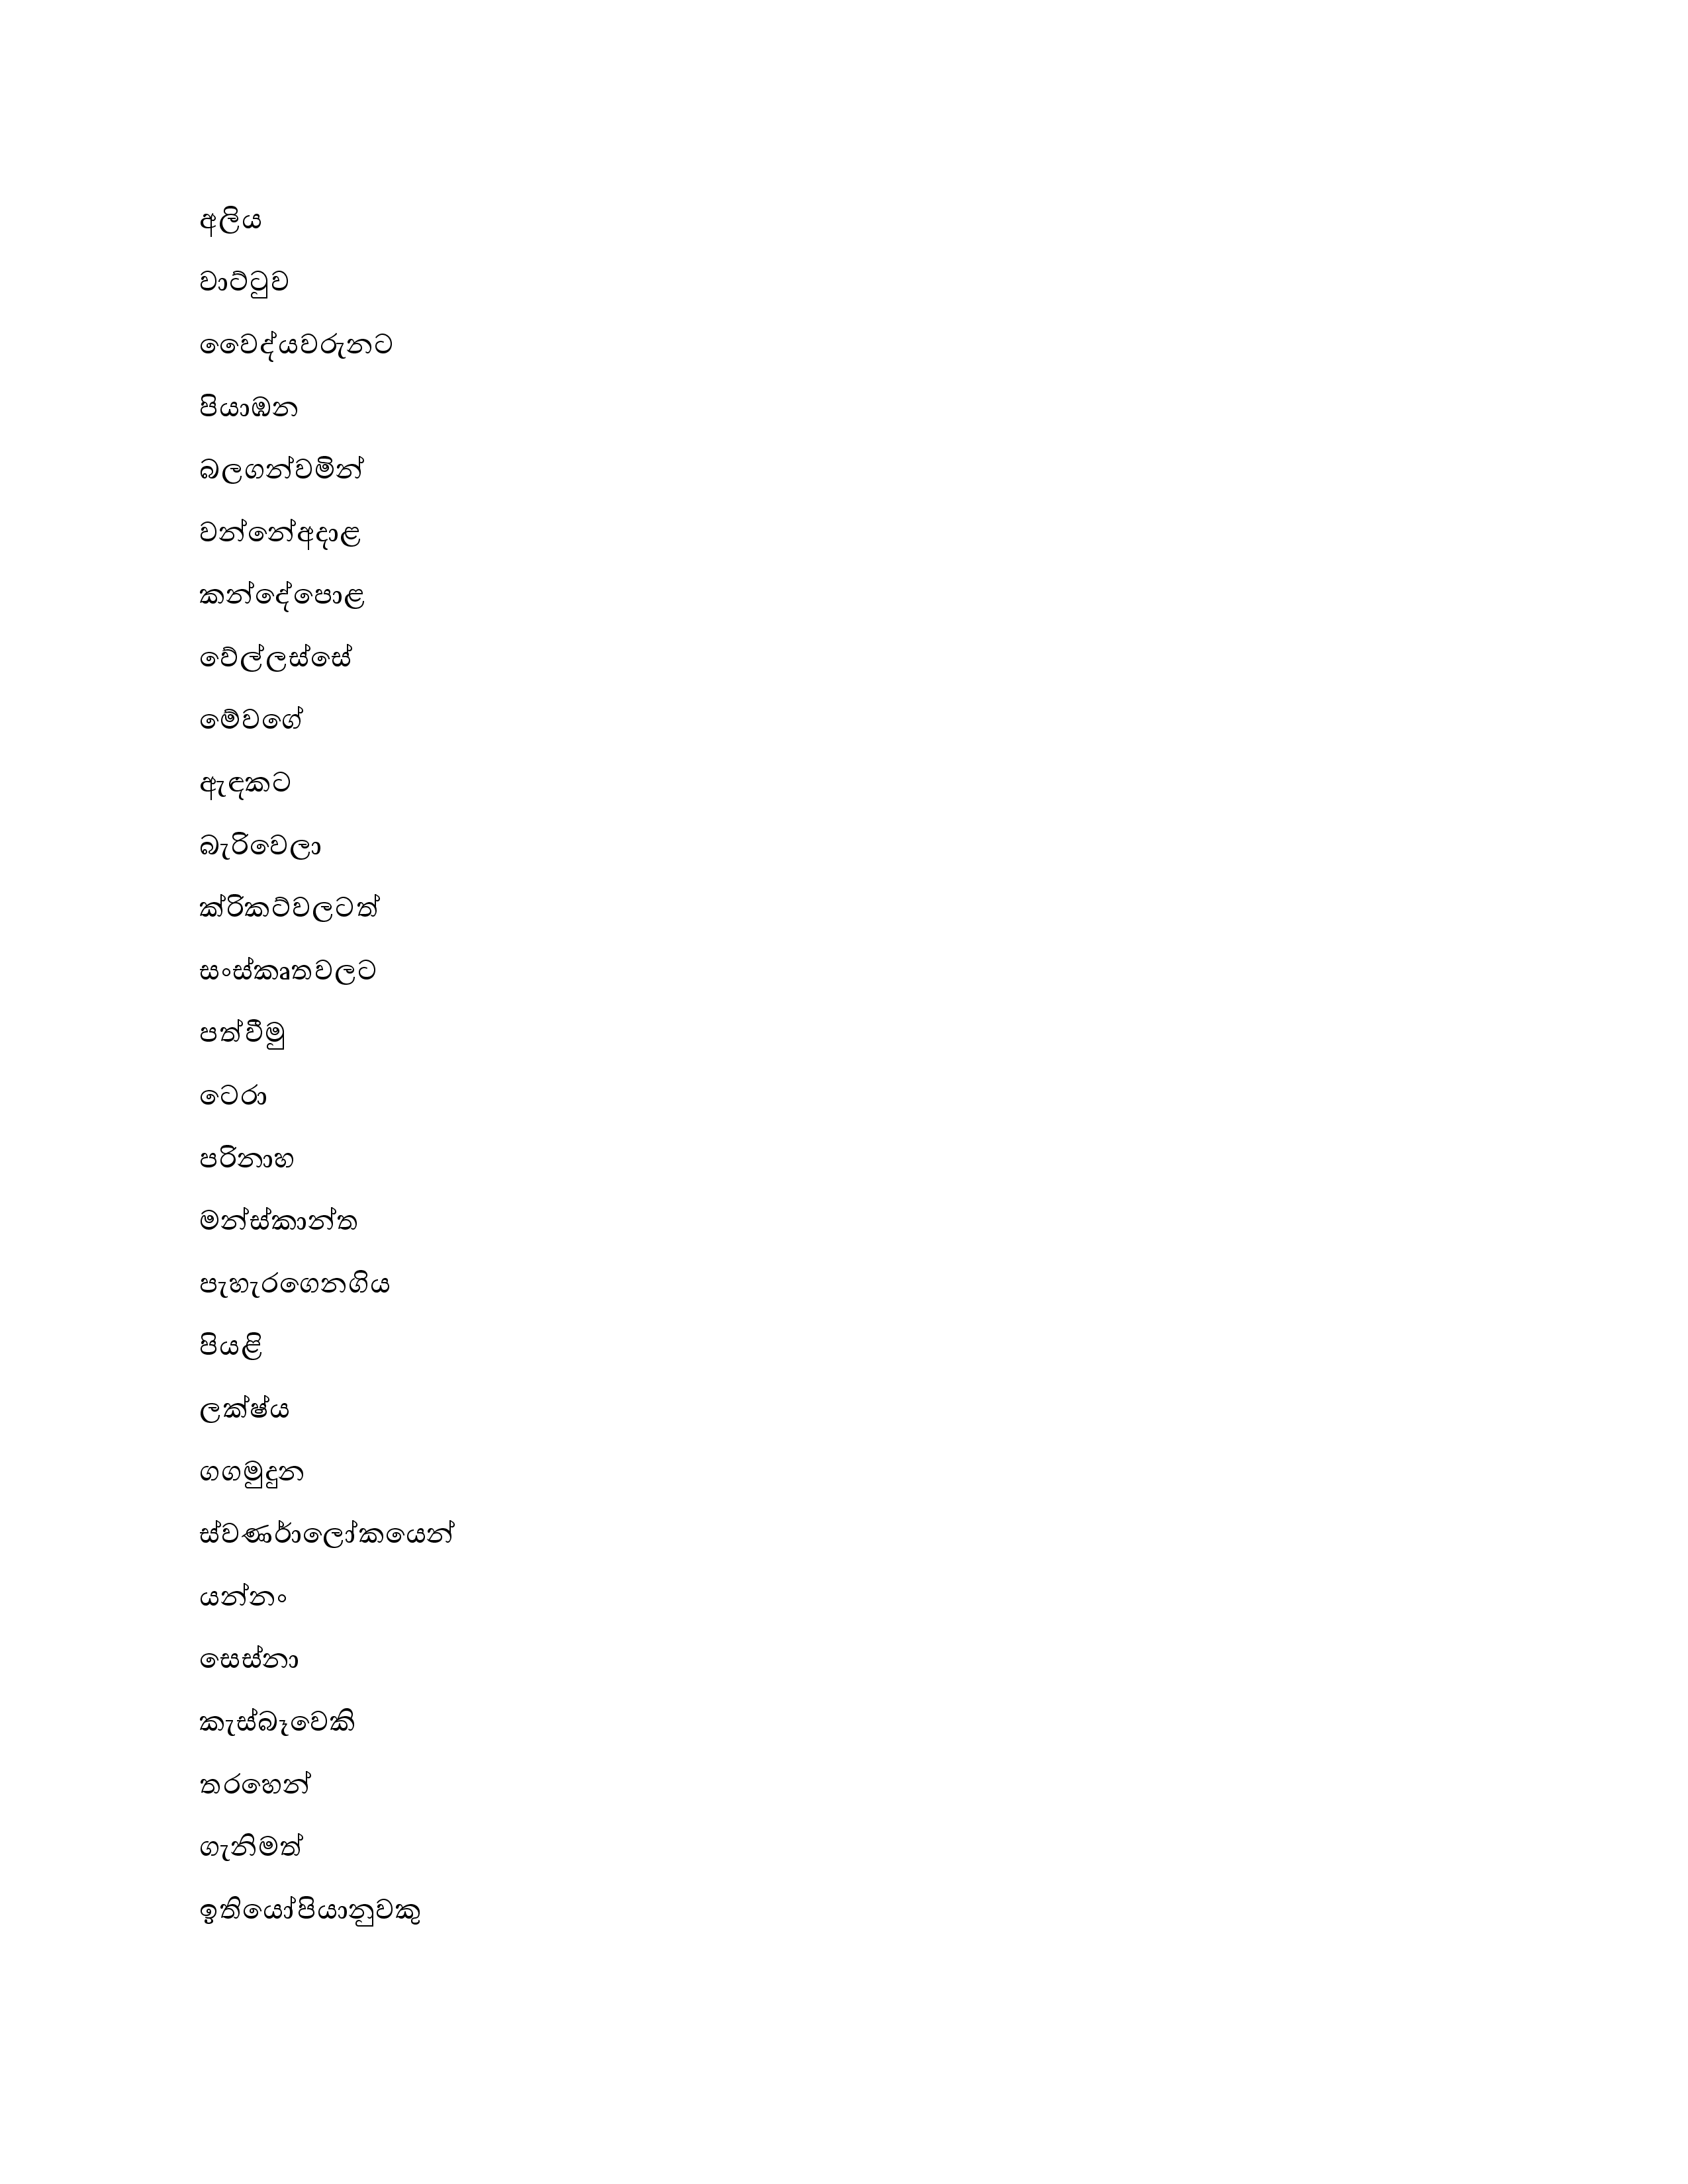 අලිය
වාට්ටුව
වෛද්යවරුනට
පියාඹන
බලගන්වමින්
වන්නේඅදාළ
කන්දේපොළ
වේල්ලස්සේ
මේවගේ
ඇඳකට
බැරිවෙලා
ක්රිකට්වලටත්
සංස්කෘතවලට
පත්වීමු
ටෙරා
පරිනාහ
මන්ස්කාන්ත
පැහැරගෙනගිය
පියළි
ලක්ෂ්ය
ගගමුදුන
ස්වර්ණාලෝකයෙන්
යන්නං
සෙස්නා
කැස්බෑවෙකි
තරහෙන්
ගැනිමත්
ඉතියෝපියානුවකු